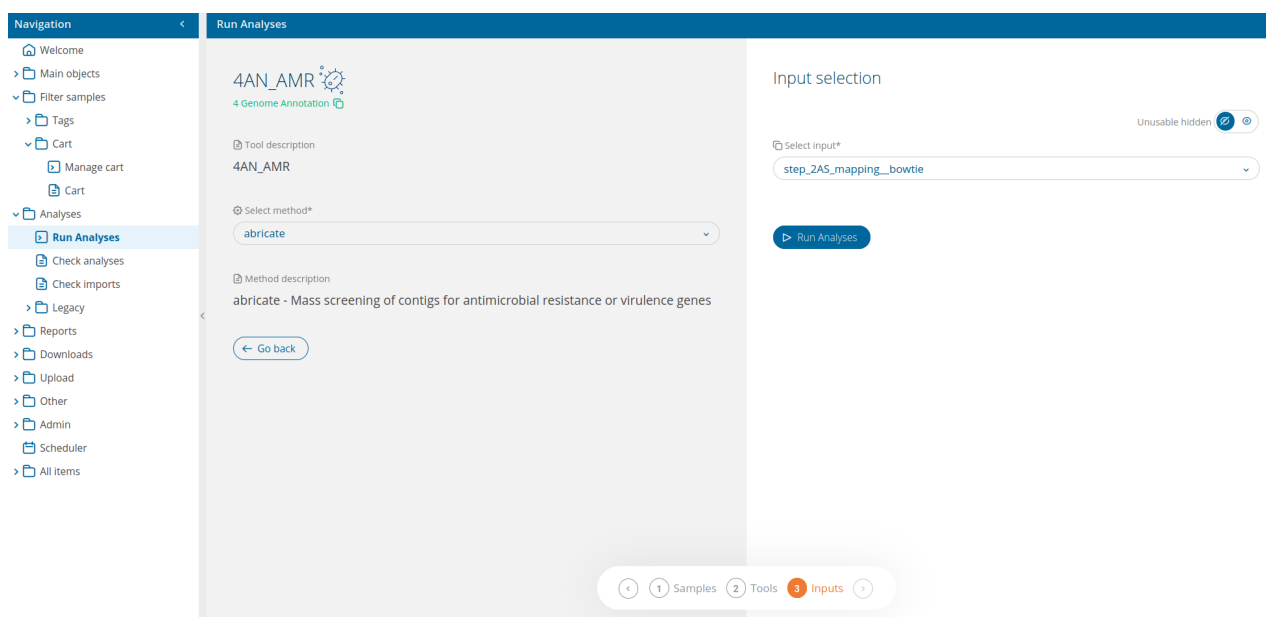 Navigation
Welcome
Main objects
Filter samples
Tags
Cart
Manage cart
Cart
Analyses
Run Analyses
Check analyses
Check imports
Legacy
Reports
Downloads
Upload
Other
Admin
Scheduler
All items
Run Analyses
4AN_AMR
4 Genome Annotation
Tool description
4AN_AMR
Select method*
abricate
Method description
abricate - Mass screening of contigs for antimicrobial resistance or virulence genes
Go back
Input selection
Unusable hidden
Select input*
step_2AS_mapping__bowtie
Run Analyses
1 Samples 2 Tools 3 Inputs